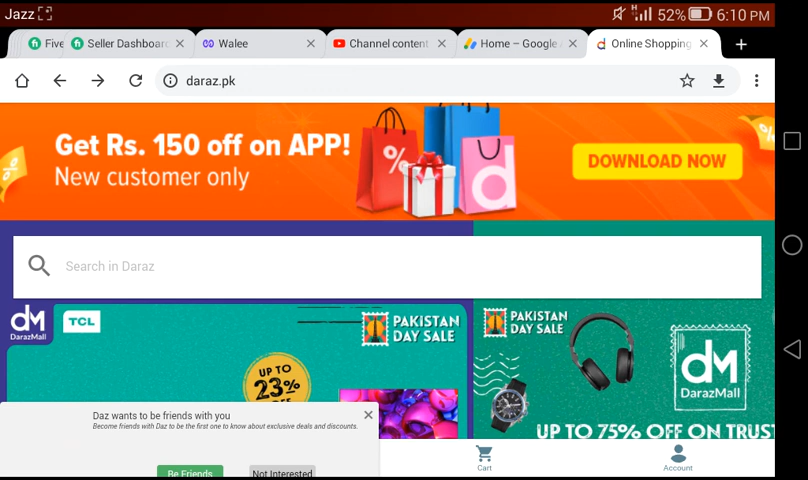 Jazz H 52% 6:10 PM
Five Seller Dashboard Walee Channel content Home – Google Online Shopping
daraz.pk
Get Rs. 150 off on APP!
New customer only
%
d
DOWNLOAD NOW
Search in Daraz
dM
DarazMall
TCL
PAKISTAN
DAY SALE
UP TO
23%
PAKISTAN
DAY SALE
dM
DarazMall
UP TO 75% OFF ON TRUST
Daz wants to be friends with you
Become friends with Daz to be the first one to know about exclusive deals and discounts.
Be Friends Not Interested
Cart Account